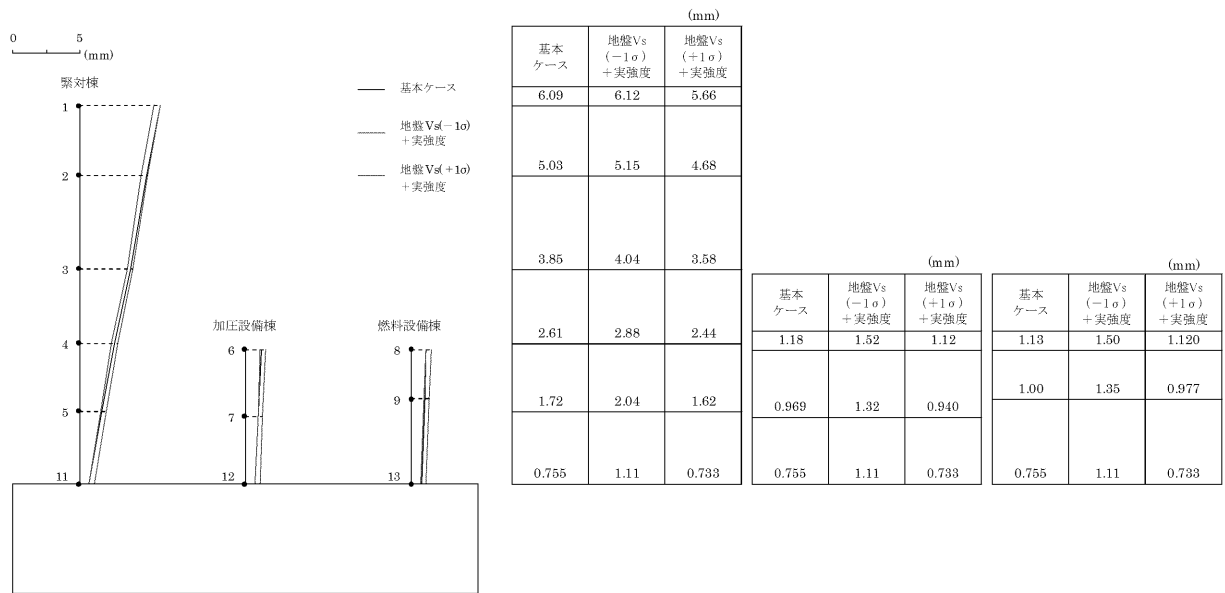 0 5
(mm)
緊対棟
1
2
3
4
5
11
加圧設備棟
6
7
12
燃料設備棟
8
9
13
基本ケース
地盤Vs(－1σ)
＋実強度
地盤Vs(＋1σ)
＋実強度
(mm)
基本
ケース
地盤Vs
(－1σ)
＋実強度
地盤Vs
(＋1σ)
＋実強度
6.09 6.12 5.66
5.03 5.15 4.68
3.85 4.04 3.58
2.61 2.88 2.44
1.72 2.04 1.62
0.755 1.11 0.733
(mm)
基本
ケース
地盤Vs
(－1σ)
＋実強度
地盤Vs
(＋1σ)
＋実強度
1.18 1.52 1.12
0.969 1.32 0.940
0.755 1.11 0.733
(mm)
基本
ケース
地盤Vs
(－1σ)
＋実強度
地盤Vs
(＋1σ)
＋実強度
1.13 1.50 1.120
1.00 1.35 0.977
0.755 1.11 0.733